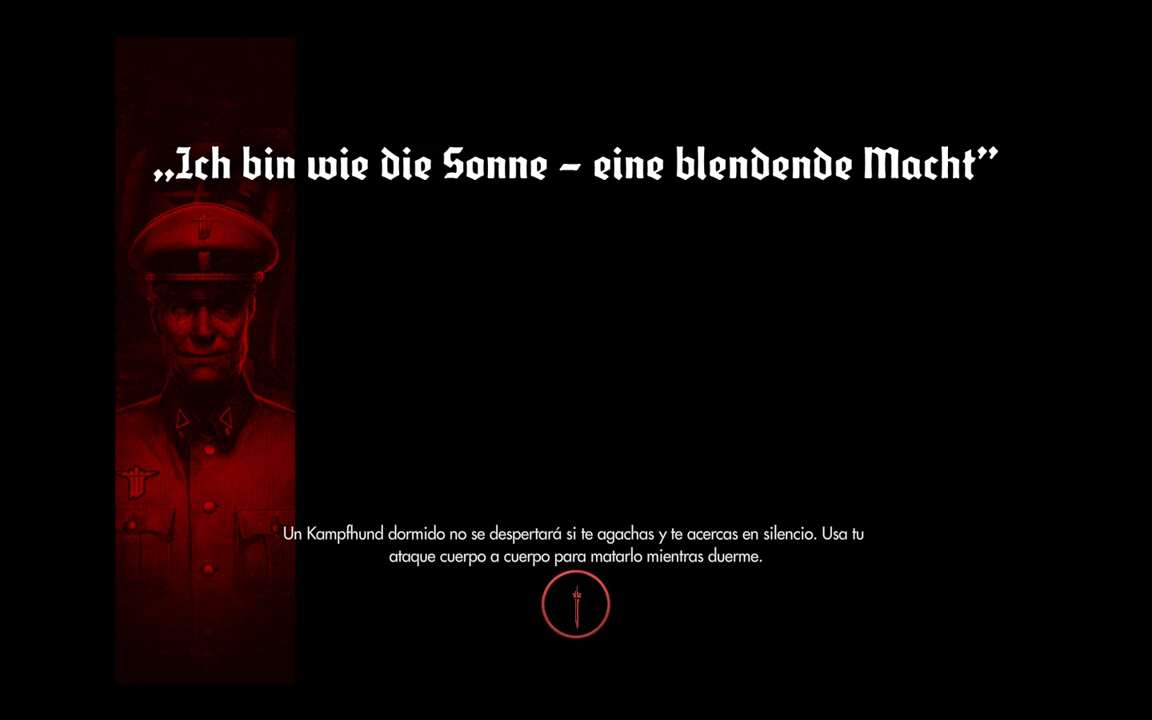 „Ich bin wie die Sonne – eine blendende Macht”
Un Kampfhund dormido no se despertará si te agachas y te acercas en silencio. Usa tu
ataque cuerpo a cuerpo para matarlo mientras duerme.